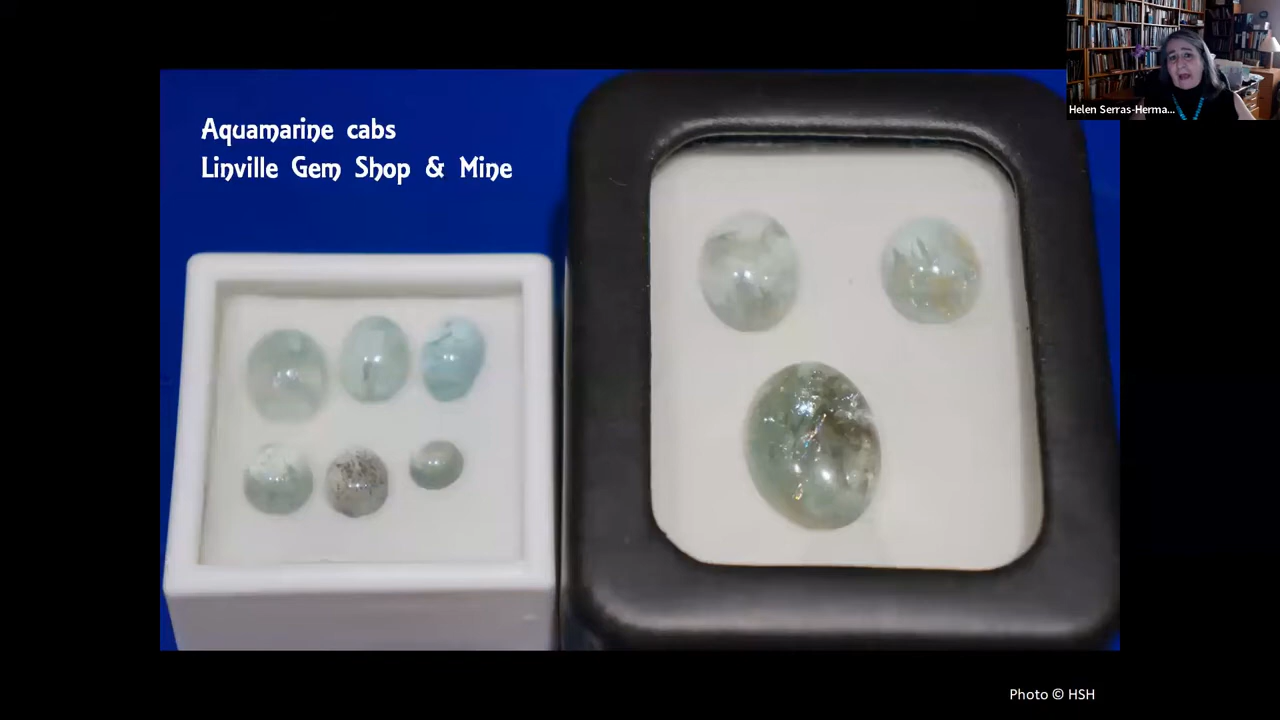 Aquamarine cabs
Linville Gem Shop & Mine
Helen Serras-Herma...
Photo © HSH